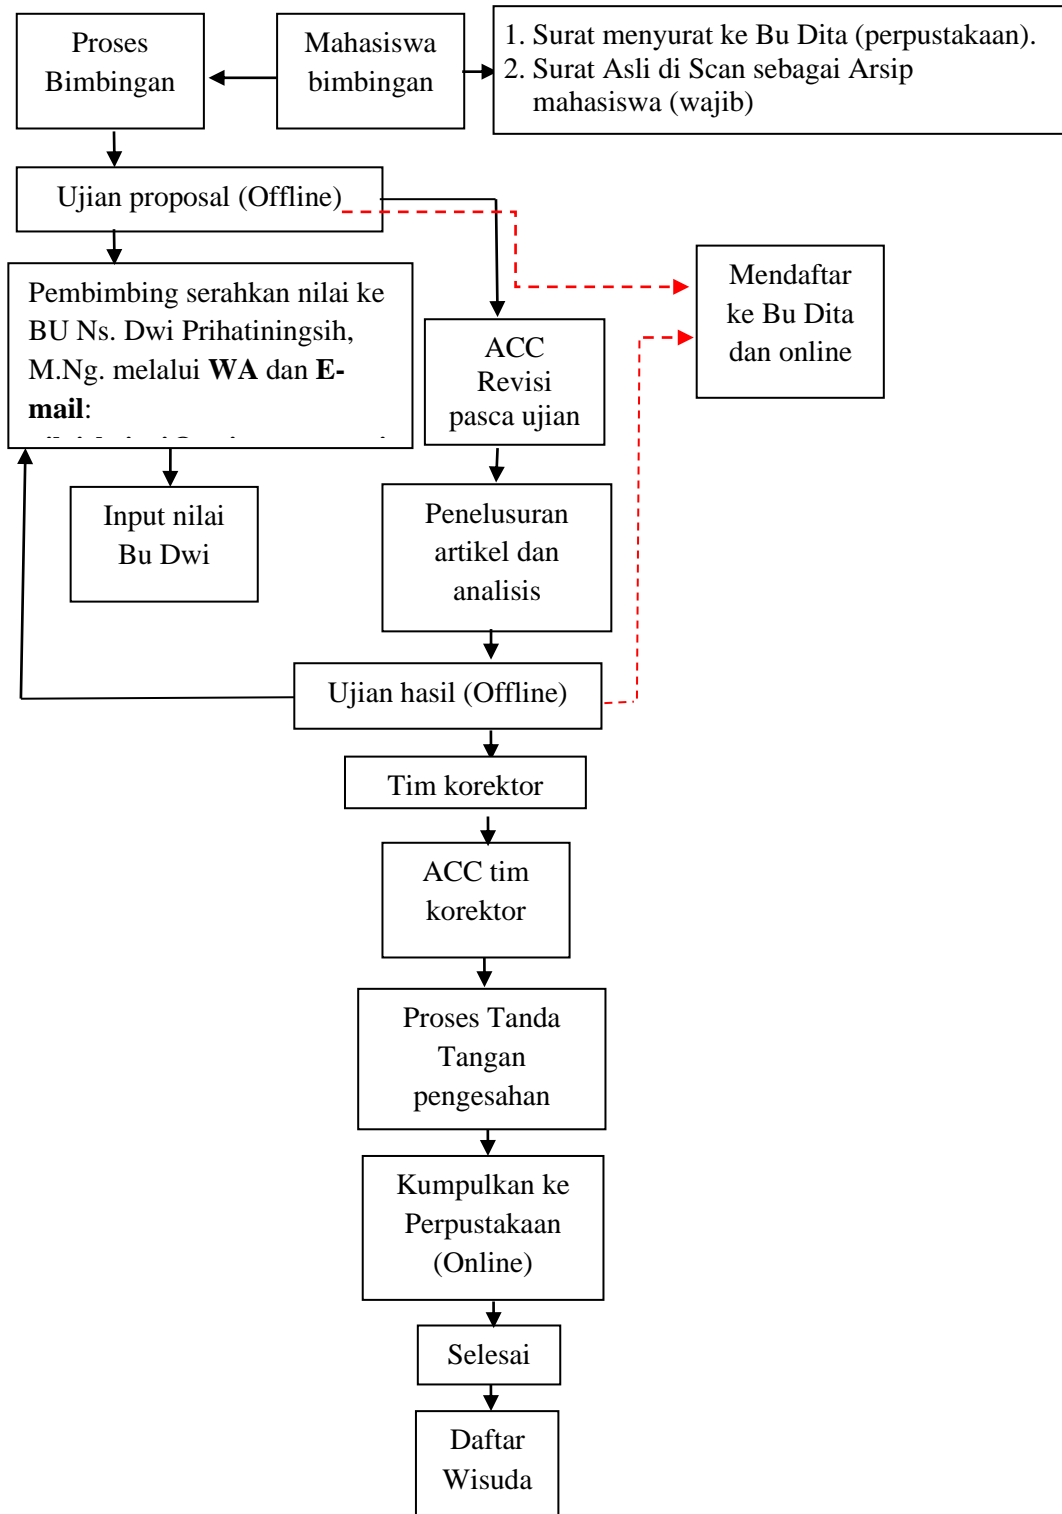 Proses
Bimbingan
Mahasiswa
bimbingan
1. Surat menyurat ke Bu Dita (perpustakaan).
2. Surat Asli di Scan sebagai Arsip
mahasiswa (wajib)
Ujian proposal (Offline)
Pembimbing serahkan nilai ke
BU Ns. Dwi Prihatiningsih,
M.Ng. melalui WA dan E-
mail:
Mendaftar
ke Bu Dita
dan online
ACC
Revisi
pasca ujian
Input nilai
Bu Dwi
Penelusuran
artikel dan
analisis
Ujian hasil (Offline)
Tim korektor
ACC tim
korektor
Proses Tanda
Tangan
pengesahan
Kumpulkan ke
Perpustakaan
(Online)
Selesai
Daftar
Wisuda